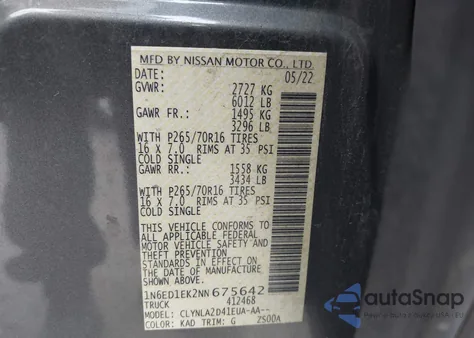 MFD BY NISSAN MOTOR CO., LTD
DATE: 05/22
GVWR: 2727 KG
6012 LB
GAWR FR.: 1495 KG
3296 LB
WITH P265/70R16 TIRES
16 X 7.0 RIMS AT 35 PSI
COLD SINGLE
GAWR RR.: 1558 KG
3434 LB
WITH P265/70R16 TIRES
16 X 7.0 RIMS AT 35 PSI
COLD SINGLE
THIS VEHICLE CONFORMS TO
ALL APPLICABLE FEDERAL
MOTOR VEHICLE SAFETY
AND THEFT PREVENTION
STANDARDS IN EFFECT ON
THE DATE OF MANUFACTURE
SHOWN ABOVE
1N6ED1EK2NN675642
TRUCK 412468
MODEL: CLYNLA2D41EUA-AA--
COLOR: KAD TRIM: G ZS00A
autoSnap